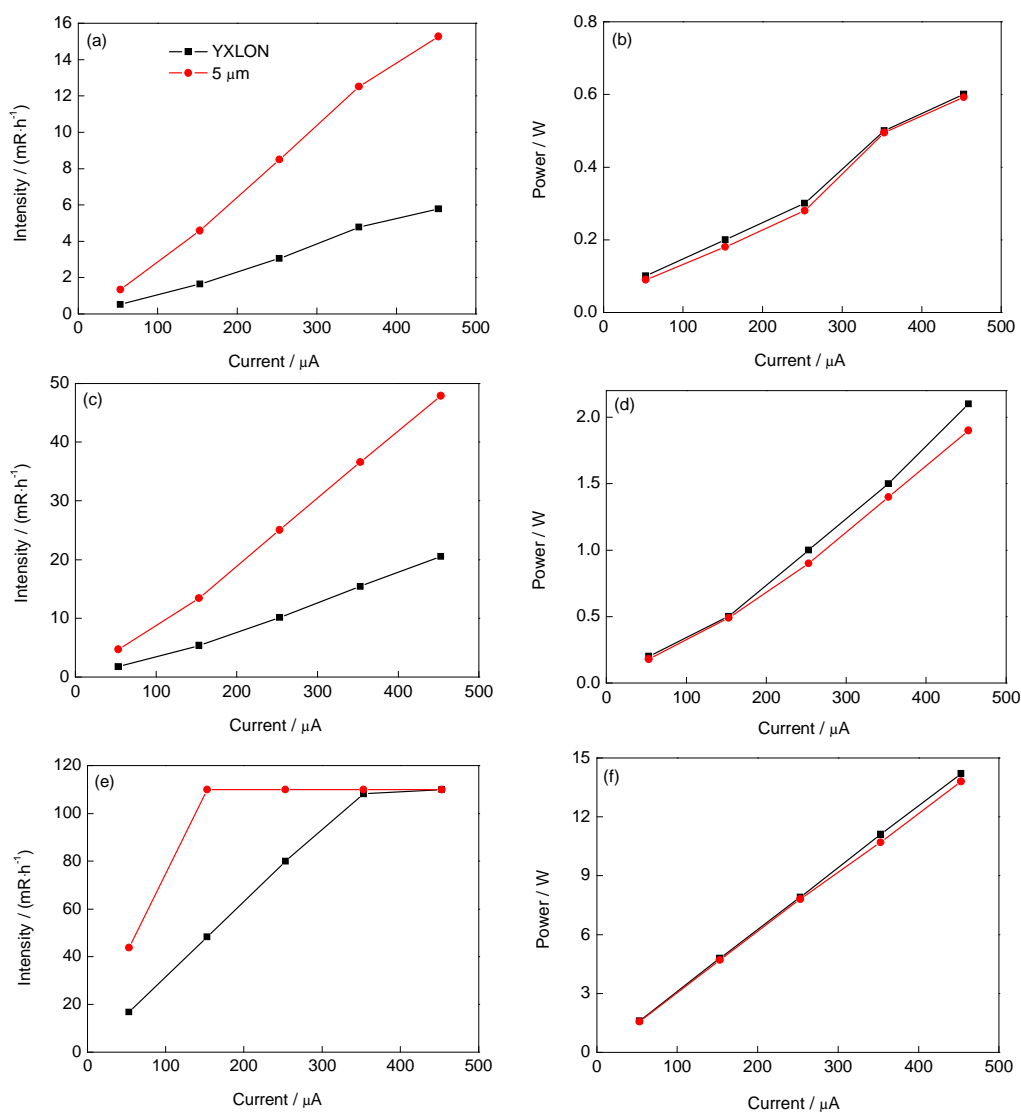 (a)
YXLON
5 μm
Intensity / (mR·h⁻¹)
16
14
12
10
8
6
4
2
0
0 100 200 300 400 500
Current / μA
(b)
Power / W
0.8
0.6
0.4
0.2
0.0
0 100 200 300 400 500
Current / μA
(c)
Intensity / (mR·h⁻¹)
50
40
30
20
10
0
0 100 200 300 400 500
Current / μA
(d)
Power / W
2.0
1.5
1.0
0.5
0.0
0 100 200 300 400 500
Current / μA
(e)
Intensity / (mR·h⁻¹)
120
100
80
60
40
20
0
0 100 200 300 400 500
Current / μA
(f)
Power / W
15
12
9
6
3
0
0 100 200 300 400 500
Current / μA